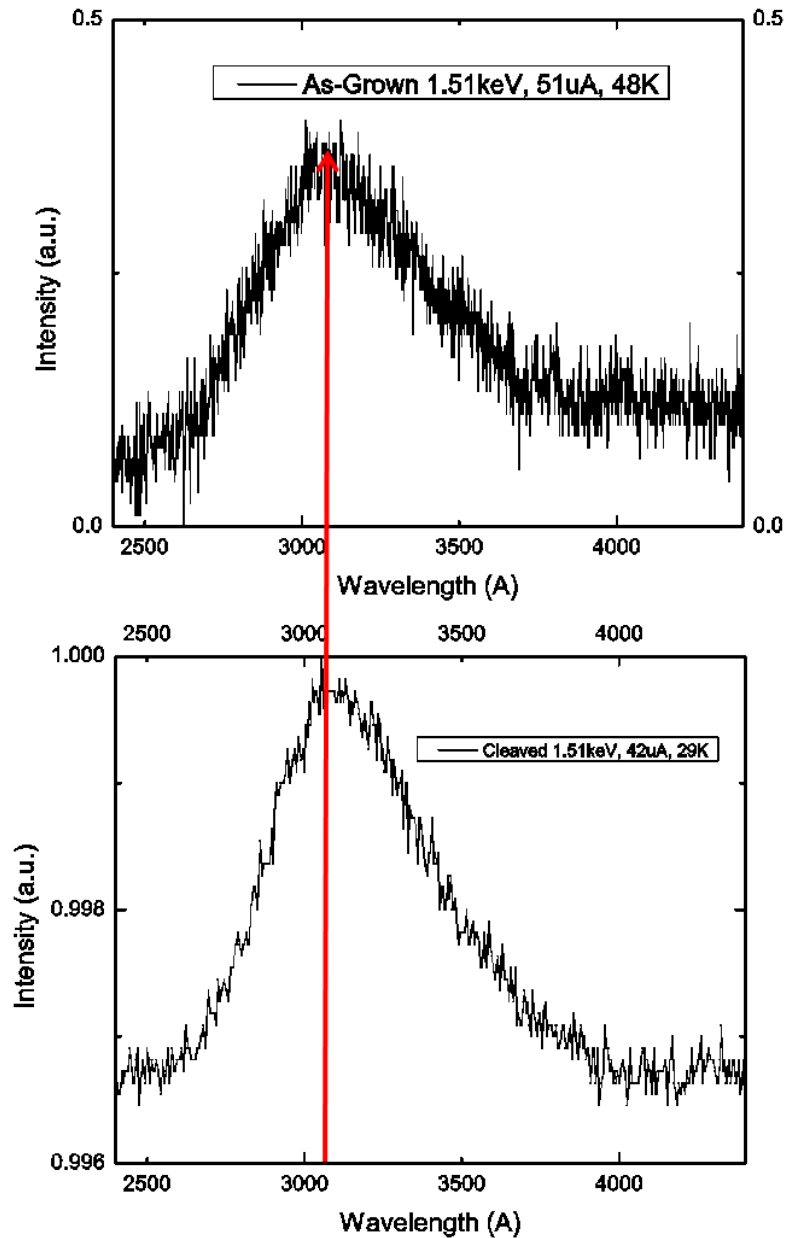 0.5
0.5
As-Grown 1.51keV, 51uA, 48K
Intensity (a.u.)
0.0
0.0
2500 3000 3500 4000
Wavelength (A)
2500 3000 3500 4000
1.000
Cleaved 1.51keV, 42uA, 29K
0.998
Intensity (a.u.)
0.996
2500 3000 3500 4000
Wavelength (A)